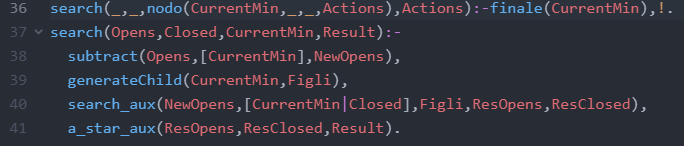 36 search(_,_,nodo(CurrentMin,_,_,Actions),Actions):-finale(CurrentMin),!.
37 search(Opens,Closed,CurrentMin,Result):-
38 subtract(Opens,[CurrentMin],NewOpens),
39 generateChild(CurrentMin,Figli),
40 search_aux(NewOpens,[CurrentMin|Closed],Figli,ResOpens,ResClosed),
41 a_star_aux(ResOpens,ResClosed,Result).